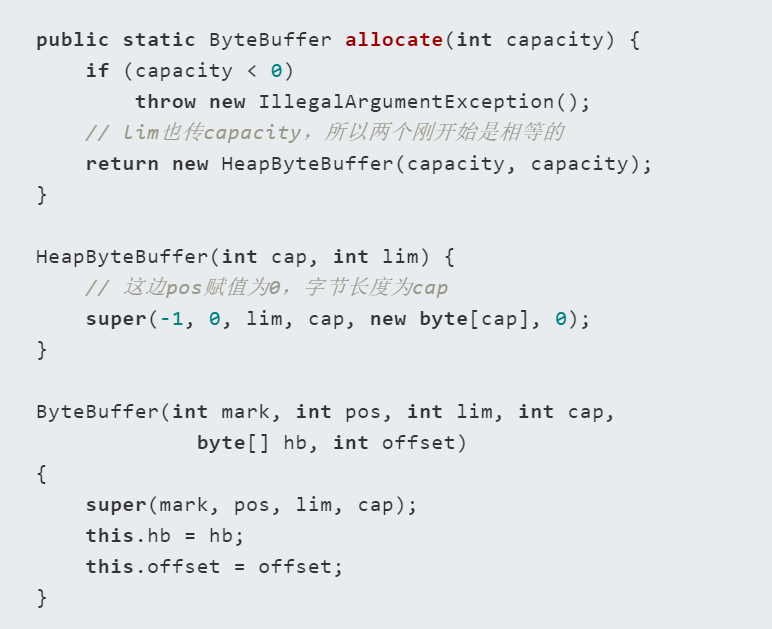 public static ByteBuffer allocate(int capacity) {
    if (capacity < 0)
        throw new IllegalArgumentException();
    // lim也传capacity，所以两个刚开始是相等的
    return new HeapByteBuffer(capacity, capacity);
}

HeapByteBuffer(int cap, int lim) {
    // 这边pos赋值为0，字节长度为cap
    super(-1, 0, lim, cap, new byte[cap], 0);
}

ByteBuffer(int mark, int pos, int lim, int cap,
             byte[] hb, int offset)
{
    super(mark, pos, lim, cap);
    this.hb = hb;
    this.offset = offset;
}